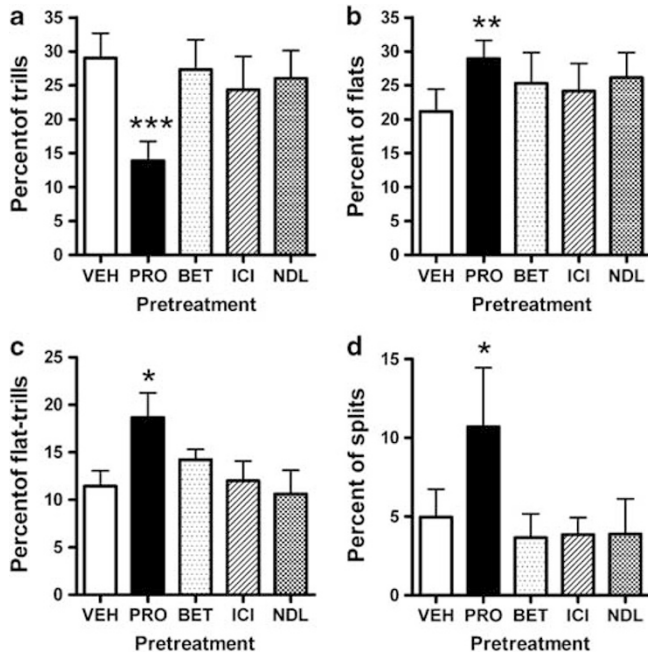 a
Percentof trills
35
30
25
20
15
10
5
0
***
VEH PRO BET ICI NDL
Pretreatment
b
Percent of flats
35
30
25
20
15
10
5
0
**
VEH PRO BET ICI NDL
Pretreatment
c
Percentof flat-trills
25
20
15
10
5
0
*
VEH PRO BET ICI NDL
Pretreatment
d
Percent of splits
15
10
5
0
*
VEH PRO BET ICI NDL
Pretreatment